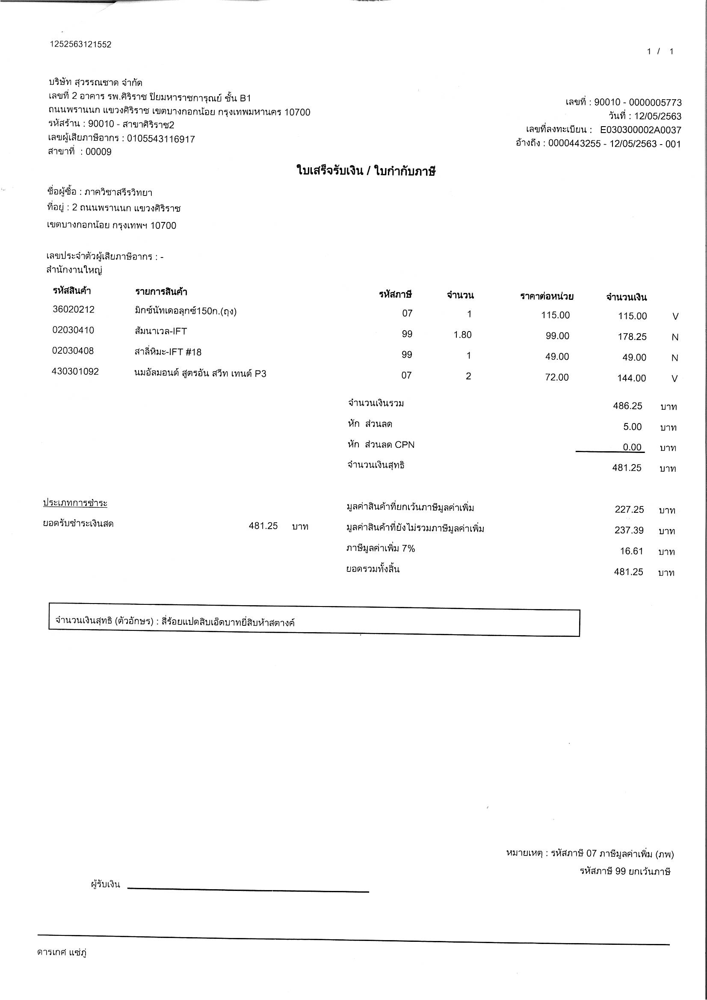 1252563121552
1 / 1
บริษัท สุวรรณชาด จำกัด
เลขที่ 2 อาคาร รพ.ศิริราช ปิยมหาราชการุณย์ ชั้น B1
ถนนพรานนก แขวงศิริราช เขตบางกอกน้อย กรุงเทพมหานคร 10700
รหัสร้าน : 90010 - สาขาศิริราช2
เลขผู้เสียภาษีอากร : 0105543116917
สาขาที่ : 00009
เลขที่ : 90010 - 0000005773
วันที่ : 12/05/2563
เลขที่ลงทะเบียน : E030300002A0037
อ้างถึง : 0000443255 - 12/05/2563 - 001
ใบเสร็จรับเงิน / ใบกำกับภาษี
ชื่อผู้ซื้อ : ภาควิชาสรีรวิทยา
ที่อยู่ : 2 ถนนพรานนก แขวงศิริราช
เขตบางกอกน้อย กรุงเทพฯ 10700
เลขประจำตัวผู้เสียภาษีอากร : -
สำนักงานใหญ่
รหัสสินค้า รายการสินค้า รหัสภาษี จำนวน ราคาต่อหน่วย จำนวนเงิน
36020212 มิกซ์นัทเดอลุกซ์150ก.(ถุง) 07 1 115.00 115.00 V
02030410 ส้มนาเวล-IFT 99 1.80 99.00 178.25 N
02030408 สาลี่หิมะ-IFT #18 99 1 49.00 49.00 N
430301092 นมอัลมอนด์ สูตรอัน สวีท เทนด์ P3 07 2 72.00 144.00 V
จำนวนเงินรวม 486.25 บาท
หัก ส่วนลด 5.00 บาท
หัก ส่วนลด CPN 0.00 บาท
จำนวนเงินสุทธิ 481.25 บาท
ประเภทการชำระ
ยอดรับชำระเงินสด 481.25 บาท
มูลค่าสินค้าที่ยกเว้นภาษีมูลค่าเพิ่ม 227.25 บาท
มูลค่าสินค้าที่ยังไม่รวมภาษีมูลค่าเพิ่ม 237.39 บาท
ภาษีมูลค่าเพิ่ม 7% 16.61 บาท
ยอดรวมทั้งสิ้น 481.25 บาท
จำนวนเงินสุทธิ (ตัวอักษร) : สี่ร้อยแปดสิบเอ็ดบาทยี่สิบห้าสตางค์
หมายเหตุ : รหัสภาษี 07 ภาษีมูลค่าเพิ่ม (ภพ)
รหัสภาษี 99 ยกเว้นภาษี
ผู้รับเงิน
ดารเกศ แซ่ภู่